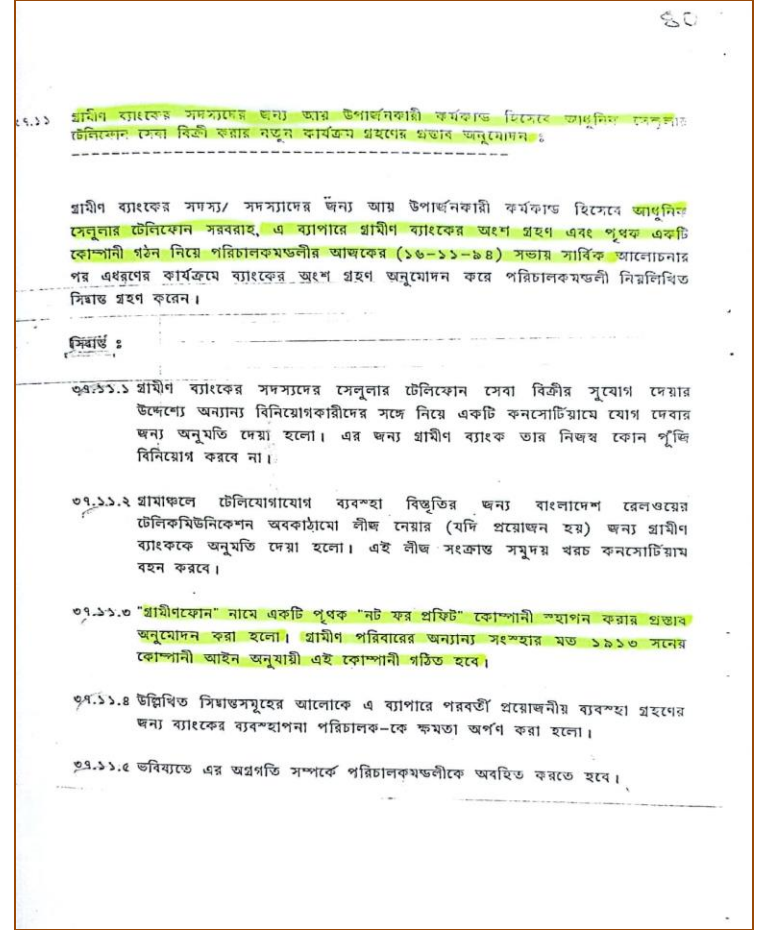 80
৩৭.১১ গ্রামীণ ব্যাংকের সদস্যদের জন্য আয় উপার্জনকারী কর্মকান্ড হিসেবে আধুনিক সেলুলার
টেলিফোন সেবা বিক্রী করার নতুন কার্যক্রম গ্রহণের প্রস্তাব অনুমোদন :
গ্রামীণ ব্যাংকের সদস্য/ সদস্যাদের জন্য আয় উপার্জনকারী কর্মকান্ড হিসেবে আধুনিক
সেলুলার টেলিফোন সরবরাহ, এ ব্যাপারে গ্রামীণ ব্যাংকের অংশ গ্রহণ এবং পৃথক একটি
কোম্পানী গঠন নিয়ে পরিচালকমন্ডলীর আজকের (১৬-১১-৯৪) সভায় সার্বিক আলোচনার
পর এধরণের কার্যক্রমে ব্যাংকের অংশ গ্রহণ অনুমোদন করে পরিচালকমন্ডলী নিম্নলিখিত
সিদ্ধান্ত গ্রহণ করেন।
সিদ্ধান্ত :
৩৭.১১.১ গ্রামীণ ব্যাংকের সদস্যদের সেলুলার টেলিফোন সেবা বিক্রীর সুযোগ দেয়ার
উদ্দেশ্যে অন্যান্য বিনিয়োগকারীদের সঙ্গে নিয়ে একটি কনসোর্টিয়ামে যোগ দেবার
জন্য অনুমতি দেয়া হলো। এর জন্য গ্রামীণ ব্যাংক তার নিজস্ব কোন পূঁজি
বিনিয়োগ করবে না।
৩৭.১১.২ গ্রামাঞ্চলে টেলিযোগাযোগ ব্যবস্হা বিস্তৃতির জন্য বাংলাদেশ রেলওয়ের
টেলিকমিউনিকেশন অবকাঠামো লীজ নেয়ার (যদি প্রয়োজন হয়) জন্য গ্রামীণ
ব্যাংককে অনুমতি দেয়া হলো। এই লীজ সংক্রান্ত সমুদয় খরচ কনসোর্টিয়াম
বহন করবে।
৩৭.১১.৩ "গ্রামীণফোন" নামে একটি পৃথক "নট ফর প্রফিট" কোম্পানী স্হাপন করার প্রস্তাব
অনুমোদন করা হলো। গ্রামীণ পরিবারের অন্যান্য সংস্হার মত ১৯১৩ সনের
কোম্পানী আইন অনুযায়ী এই কোম্পানী গঠিত হবে।
৩৭.১১.৪ উল্লিখিত সিদ্ধান্তসমূহের আলোকে এ ব্যাপারে পরবর্তী প্রয়োজনীয় ব্যবস্হা গ্রহণের
জন্য ব্যাংকের ব্যবস্হাপনা পরিচালক-কে ক্ষমতা অর্পণ করা হলো।
৩৭.১১.৫ ভবিষ্যতে এর অগ্রগতি সম্পর্কে পরিচালকমন্ডলীকে অবহিত করতে হবে।